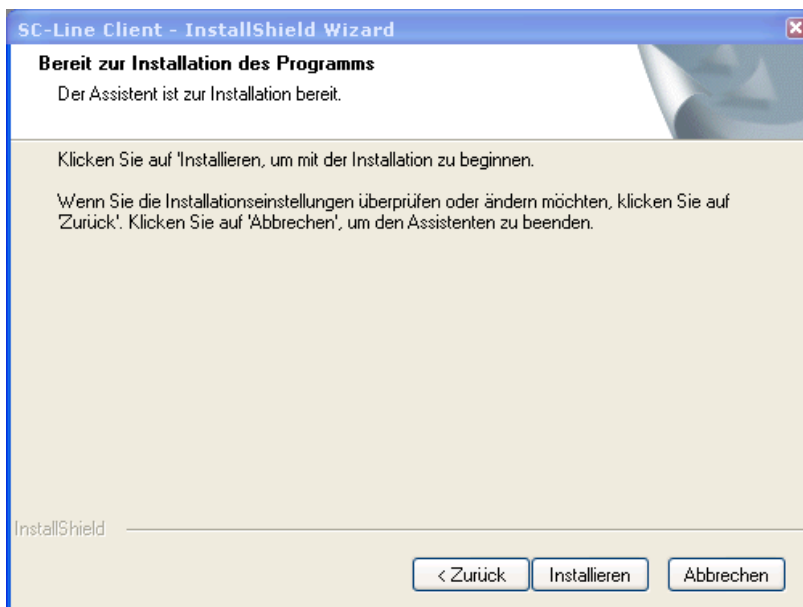 SC-Line Client - InstallShield Wizard
Bereit zur Installation des Programms
Der Assistent ist zur Installation bereit.
Klicken Sie auf 'Installieren, um mit der Installation zu beginnen.
Wenn Sie die Installationseinstellungen überprüfen oder ändern möchten, klicken Sie auf
'Zurück'. Klicken Sie auf 'Abbrechen', um den Assistenten zu beenden.
InstallShield
< Zurück
Installieren
Abbrechen